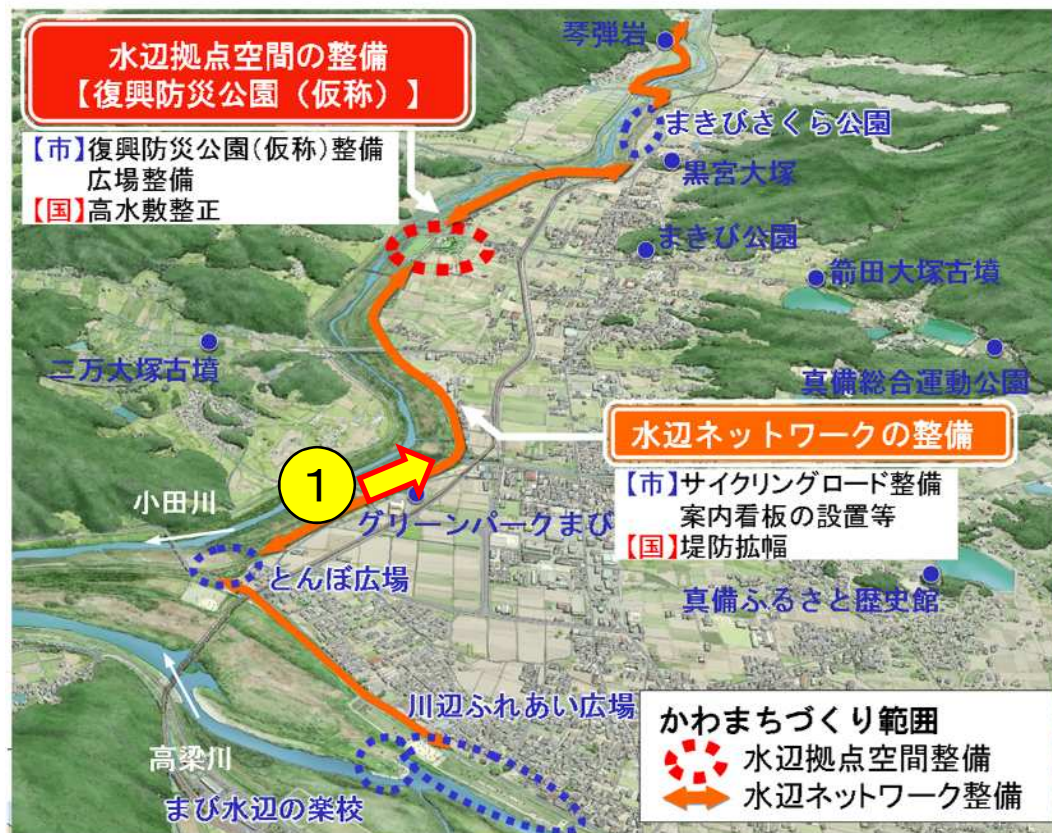 琴弾岩
水辺拠点空間の整備
【復興防災公園（仮称）】
【市】復興防災公園(仮称)整備
広場整備
【国】高水敷整正
まきびさくら公園
黒宮大塚
まきび公園
箭田大塚古墳
二万大塚古墳
真備総合運動公園
水辺ネットワークの整備
【市】サイクリングロード整備
案内看板の設置等
【国】堤防拡幅
1
小田川
グリーンパークまび
とんぼ広場
真備ふるさと歴史館
川辺ふれあい広場
高梁川
まび水辺の楽校
かわまちづくり範囲
水辺拠点空間整備
水辺ネットワーク整備